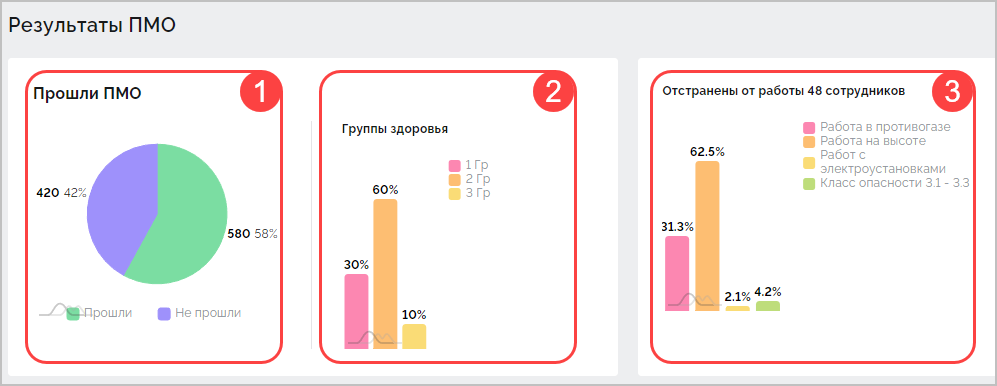 Результаты ПМО
1
Прошли ПМО
420 42%
580 58%
Прошли
Не прошли
2
Группы здоровья
1 Гр
2 Гр
3 Гр
60%
30%
10%
3
Отстранены от работы 48 сотрудников
Работа в противогазе
Работа на высоте
Работ с
электроустановками
Класс опасности 3.1 - 3.3
62.5%
31.3%
2.1%
4.2%